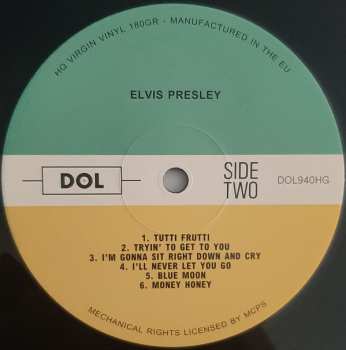 HQ VIRGIN VINYL 180GR - MANUFACTURED IN THE EU
ELVIS PRESLEY
DOL
SIDE
TWO
DOL940HG
1. TUTTI FRUTTI
2. TRYIN' TO GET TO YOU
3. I'M GONNA SIT RIGHT DOWN AND CRY
4. I'LL NEVER LET YOU GO
5. BLUE MOON
6. MONEY HONEY
MECHANICAL RIGHTS LICENSED BY MCPS